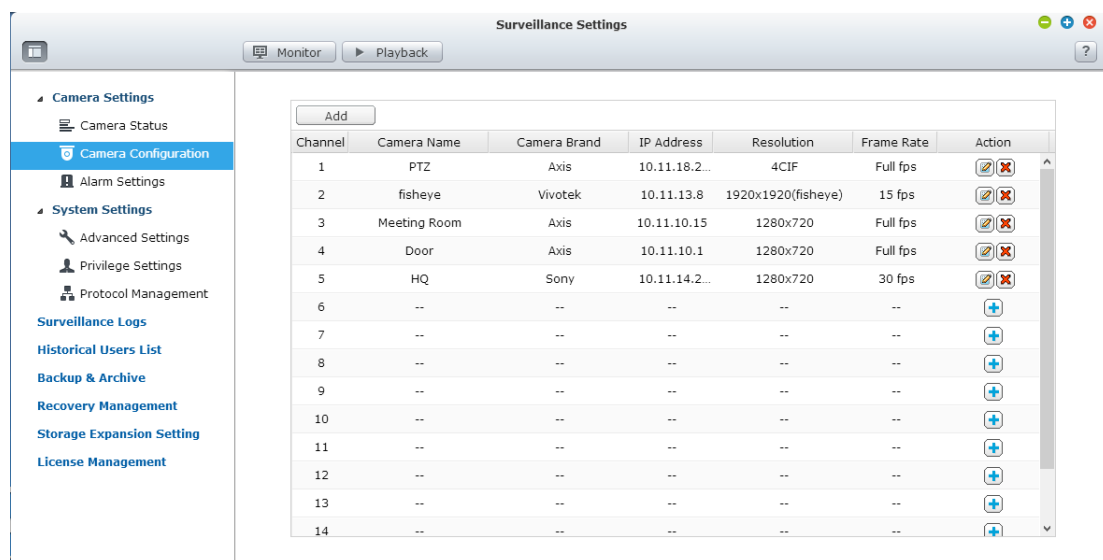 Surveillance Settings
Monitor Playback ?
Camera Settings
Camera Status
Camera Configuration
Alarm Settings
System Settings
Advanced Settings
Privilege Settings
Protocol Management
Surveillance Logs
Historical Users List
Backup & Archive
Recovery Management
Storage Expansion Setting
License Management
Add
Channel Camera Name Camera Brand IP Address Resolution Frame Rate Action
1 PTZ Axis 10.11.18.2... 4CIF Full fps
2 fisheye Vivotek 10.11.13.8 1920x1920(fisheye) 15 fps
3 Meeting Room Axis 10.11.10.15 1280x720 Full fps
4 Door Axis 10.11.10.1 1280x720 Full fps
5 HQ Sony 10.11.14.2... 1280x720 30 fps
6 -- -- -- -- --
7 -- -- -- -- --
8 -- -- -- -- --
9 -- -- -- -- --
10 -- -- -- -- --
11 -- -- -- -- --
12 -- -- -- -- --
13 -- -- -- -- --
14 -- -- -- -- --